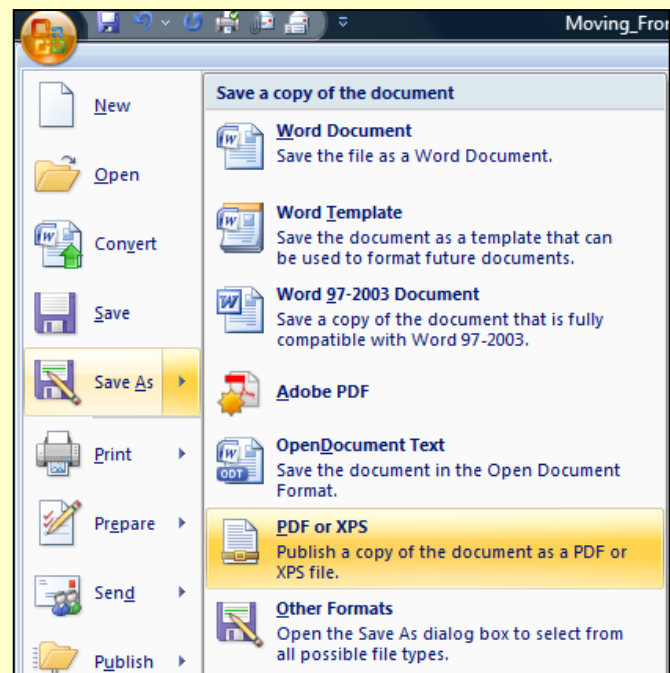 Moving_Fro
New
Open
Convert
Save
Save As
Print
Prepare
Send
Publish
Save a copy of the document
Word Document
Save the file as a Word Document.
Word Template
Save the document as a template that can
be used to format future documents.
Word 97-2003 Document
Save a copy of the document that is fully
compatible with Word 97-2003.
Adobe PDF
OpenDocument Text
ODT
Save the document in the Open Document
Format.
PDF or XPS
Publish a copy of the document as a PDF or
XPS file.
Other Formats
Open the Save As dialog box to select from
all possible file types.